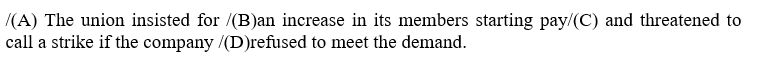 /(A) The union insisted for /(B)an increase in its members starting pay/(C) and threatened to
call a strike if the company /(D)refused to meet the demand.